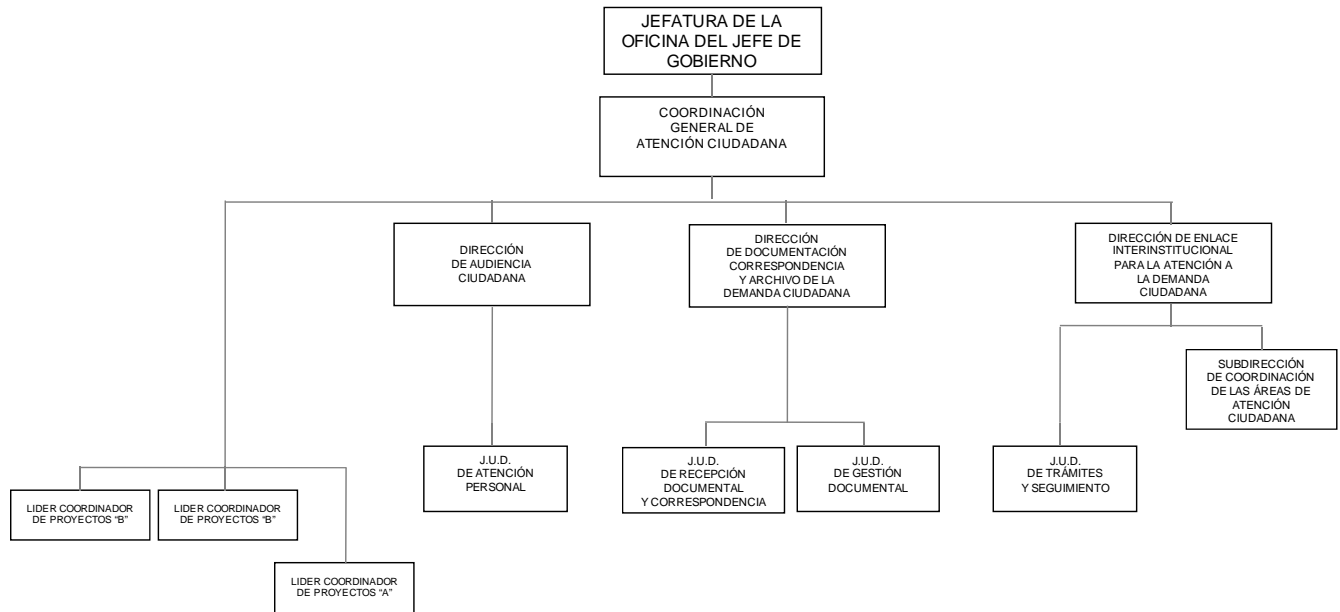 JEFATURA DE LA
OFICINA DEL JEFE DE
GOBIERNO
COORDINACIÓN
GENERAL DE
ATENCIÓN CIUDADANA
DIRECCIÓN
DE AUDIENCIA
CIUDADANA
DIRECCIÓN
DE DOCUMENTACIÓN
CORRESPONDENCIA
Y ARCHIVO DE LA
DEMANDA CIUDADANA
DIRECCIÓN DE ENLACE
INTERINSTITUCIONAL
PARA LA ATENCIÓN A
LA DEMANDA
CIUDADANA
SUBDIRECCIÓN
DE COORDINACIÓN
DE LAS ÁREAS DE
ATENCIÓN
CIUDADANA
J.U.D.
DE ATENCIÓN
PERSONAL
J.U.D.
DE RECEPCIÓN
DOCUMENTAL
Y CORRESPONDENCIA
J.U.D.
DE GESTIÓN
DOCUMENTAL
J.U.D.
DE TRÁMITES
Y SEGUIMIENTO
LIDER COORDINADOR
DE PROYECTOS “B”
LIDER COORDINADOR
DE PROYECTOS “B”
LIDER COORDINADOR
DE PROYECTOS “A”